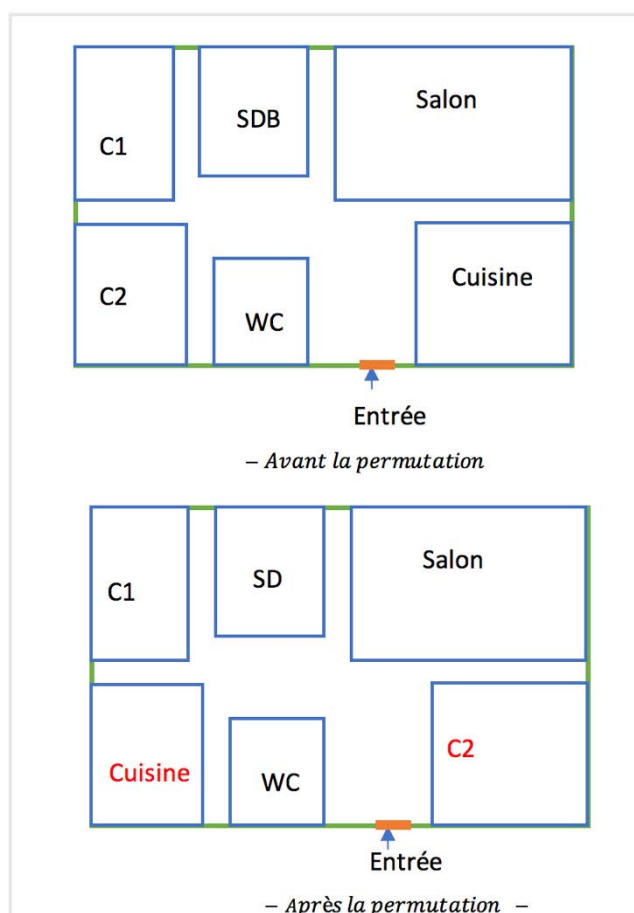 Salon
SDB
C1
Cuisine
C2
WC
Entrée
– Avant la permutation
Salon
SD
C1
C2
Cuisine
WC
Entrée
– Après la permutation –